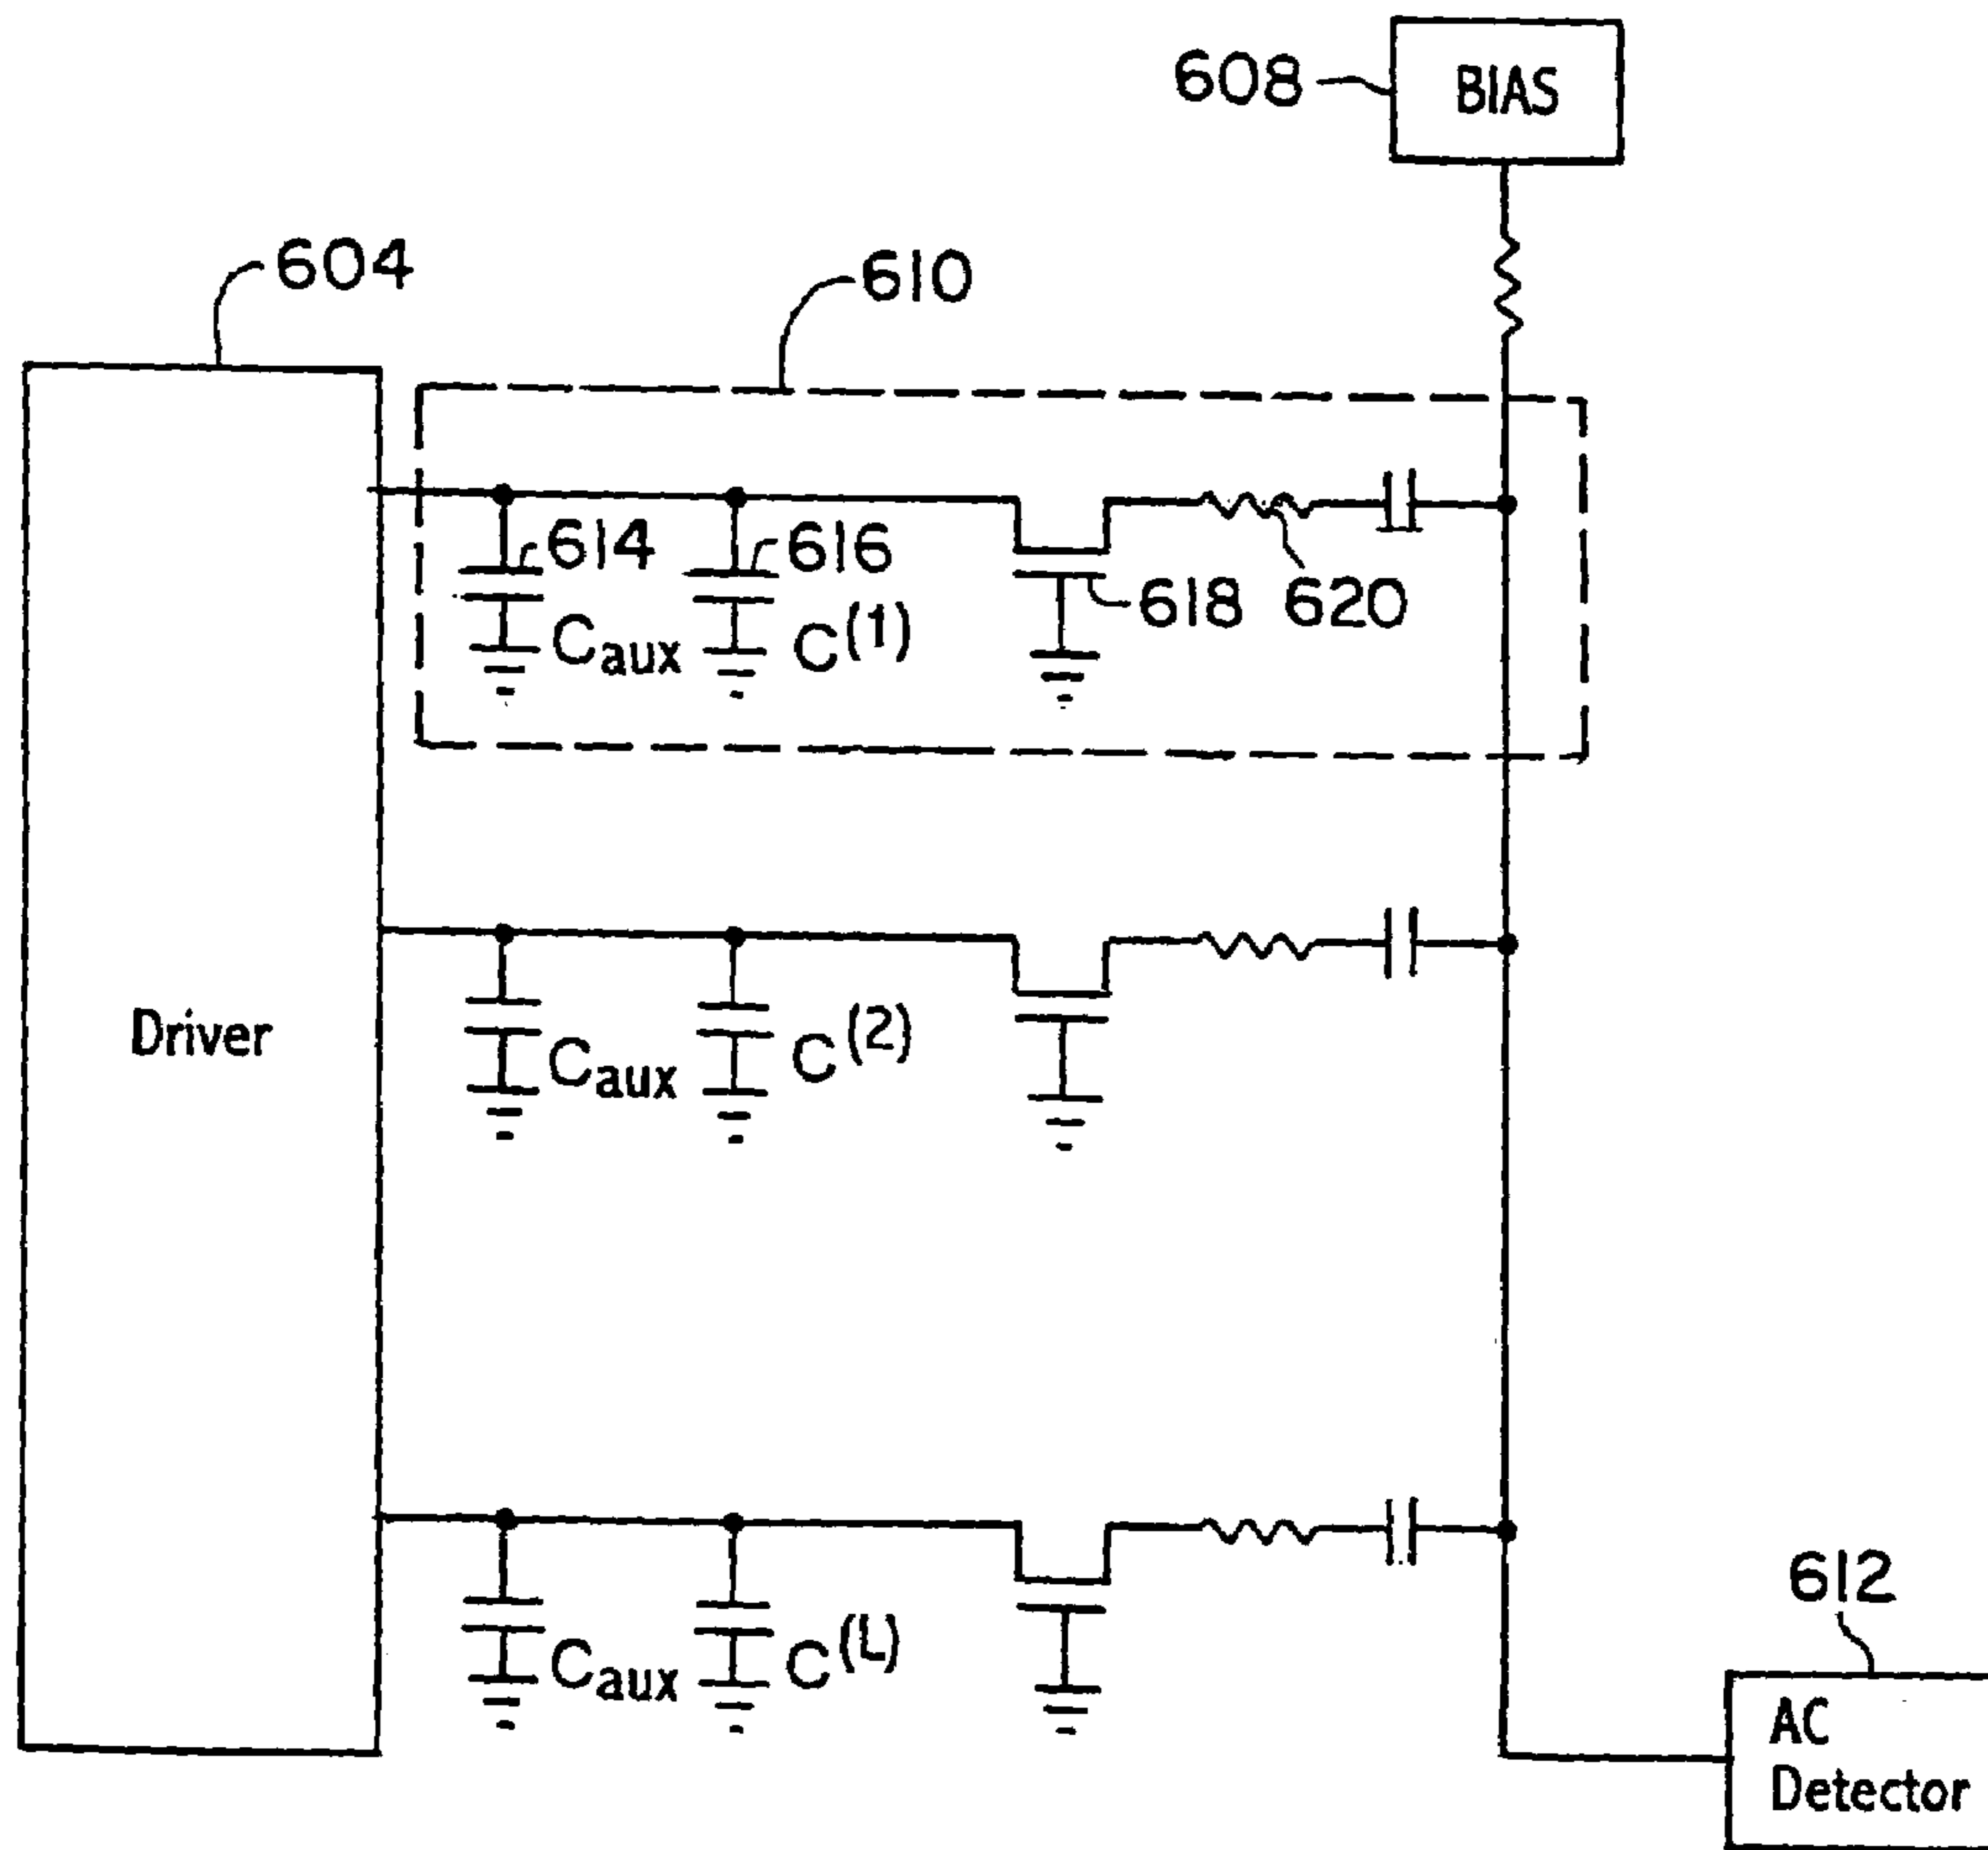 608
BIAS
604
610
614
616
Caux
C(1)
618
620
Driver
Caux
C(2)
Caux
C(L)
612
AC
Detector